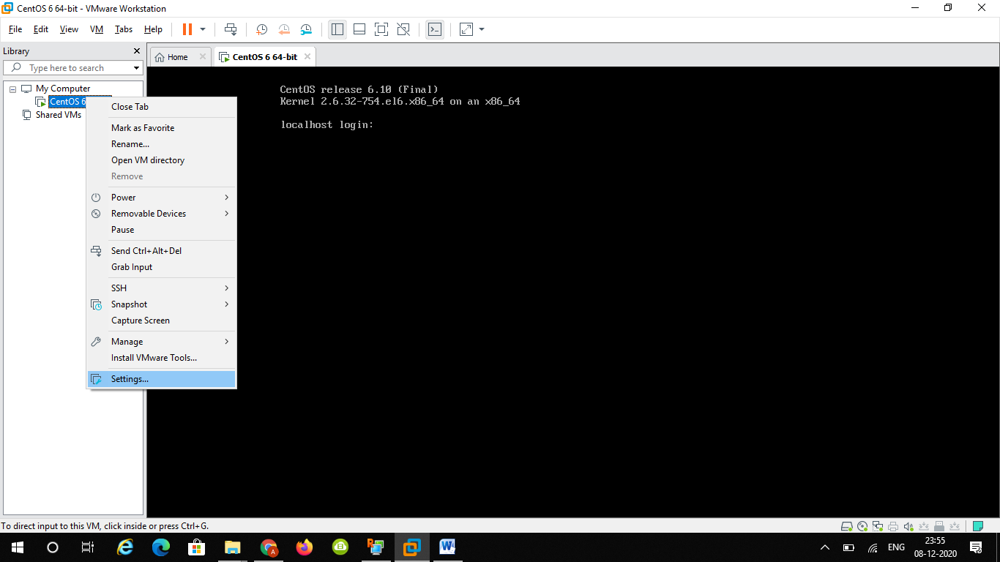 CentOS 6 64-bit - VMware Workstation
File Edit View VM Tabs Help
Library
Type here to search
Home
CentOS 6 64-bit
My Computer
CentOS 6
Shared VMs
Close Tab
Mark as Favorite
Rename...
Open VM directory
Remove
Power
Removable Devices
Pause
Send Ctrl+Alt+Del
Grab Input
SSH
Snapshot
Capture Screen
Manage
Install VMware Tools...
Settings...
CentOS release 6.10 (Final)
Kernel 2.6.32-754.el6.x86_64 on an x86_64
localhost login:
To direct input to this VM, click inside or press Ctrl+G.
ENG
23:55
08-12-2020